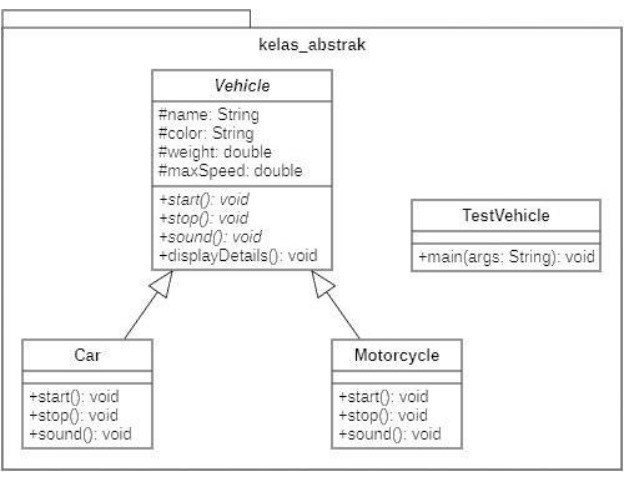 kelas_abstrak
Vehicle
#name: String
#color: String
#weight: double
#maxSpeed: double
+start(): void
+stop(): void
+sound(): void
+displayDetails(): void
TestVehicle
+main(args: String): void
Car
+start(): void
+stop(): void
+sound(): void
Motorcycle
+start(): void
+stop(): void
+sound(): void